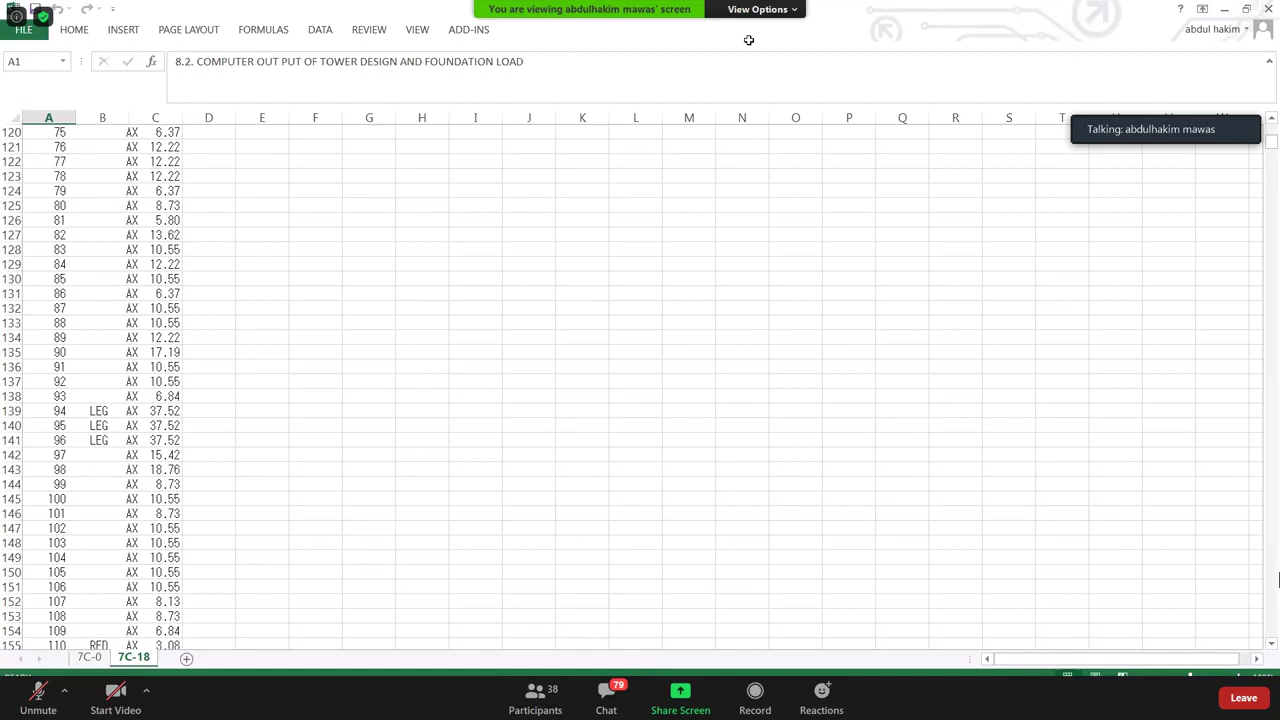 You are viewing abdulhakim mawas' screen View Options
FILE HOME INSERT PAGE LAYOUT FORMULAS DATA REVIEW VIEW ADD-INS abdul hakim
A1 fx 8.2. COMPUTER OUT PUT OF TOWER DESIGN AND FOUNDATION LOAD
A B C D E F G H I J K L M N O P Q R S T
Talking: abdulhakim mawas
120 75 AX 6.37
121 76 AX 12.22
122 77 AX 12.22
123 78 AX 12.22
124 79 AX 6.37
125 80 AX 8.73
126 81 AX 5.80
127 82 AX 13.62
128 83 AX 10.55
129 84 AX 12.22
130 85 AX 10.55
131 86 AX 6.37
132 87 AX 10.55
133 88 AX 10.55
134 89 AX 12.22
135 90 AX 17.19
136 91 AX 10.55
137 92 AX 10.55
138 93 AX 6.84
139 94 LEG AX 37.52
140 95 LEG AX 37.52
141 96 LEG AX 37.52
142 97 AX 15.42
143 98 AX 18.76
144 99 AX 8.73
145 100 AX 10.55
146 101 AX 8.73
147 102 AX 10.55
148 103 AX 10.55
149 104 AX 10.55
150 105 AX 10.55
151 106 AX 10.55
152 107 AX 8.13
153 108 AX 8.73
154 109 AX 6.84
155 110 RED AX 3.08
7C-0 7C-18
Unmute Start Video Participants 38 Chat 79 Share Screen Record Reactions Leave